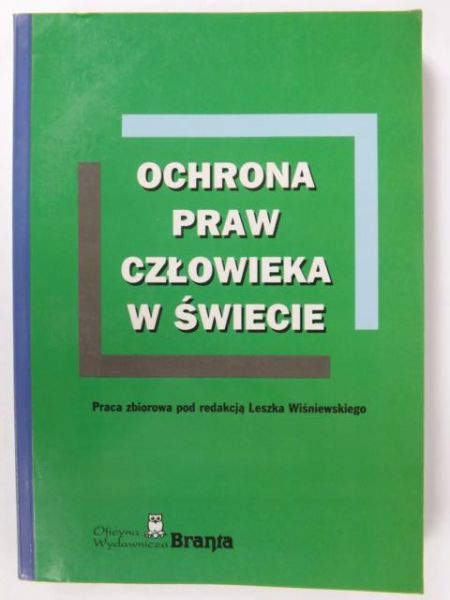 OCHRONA
PRAW
CZŁOWIEKA
W ŚWIECIE
Praca zbiorowa pod redakcją Leszka Wiśniewskiego
Oficyna
Wydawnicza Branta